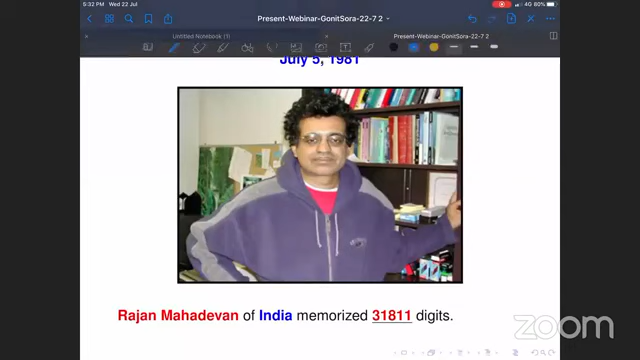 5:32 PM Wed 22 Jul
Present-Webinar-GonitSora-22-7 2
4G 80%
Untitled Notebook (1)
Present-Webinar-GonitSora-22-7 2
July 5, 1981
Rajan Mahadevan of India memorized 31811 digits.
zoom